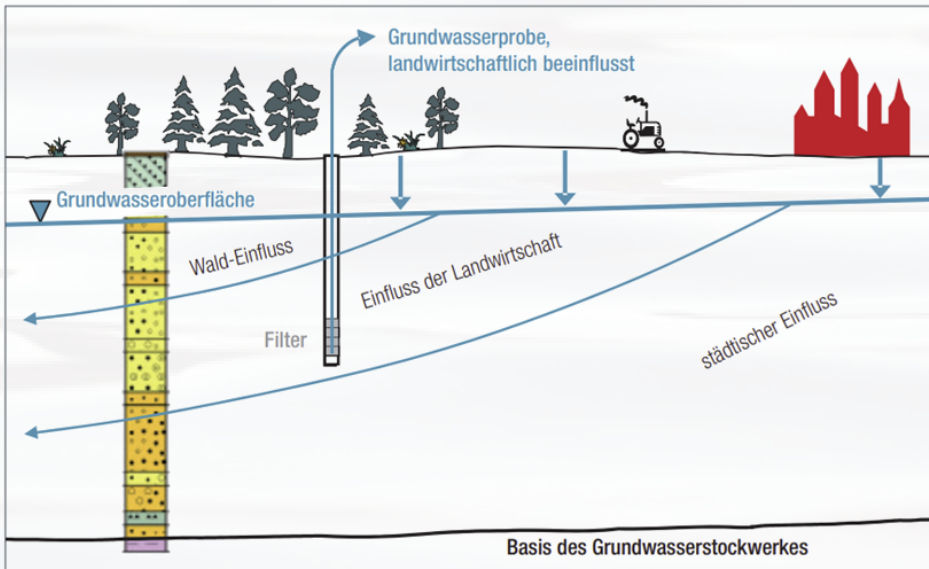 Grundwasserprobe,
landwirtschaftlich beeinflusst
Grundwasseroberfläche
Wald-Einfluss
Einfluss der Landwirtschaft
städtischer Einfluss
Filter
Basis des Grundwasserstockwerkes